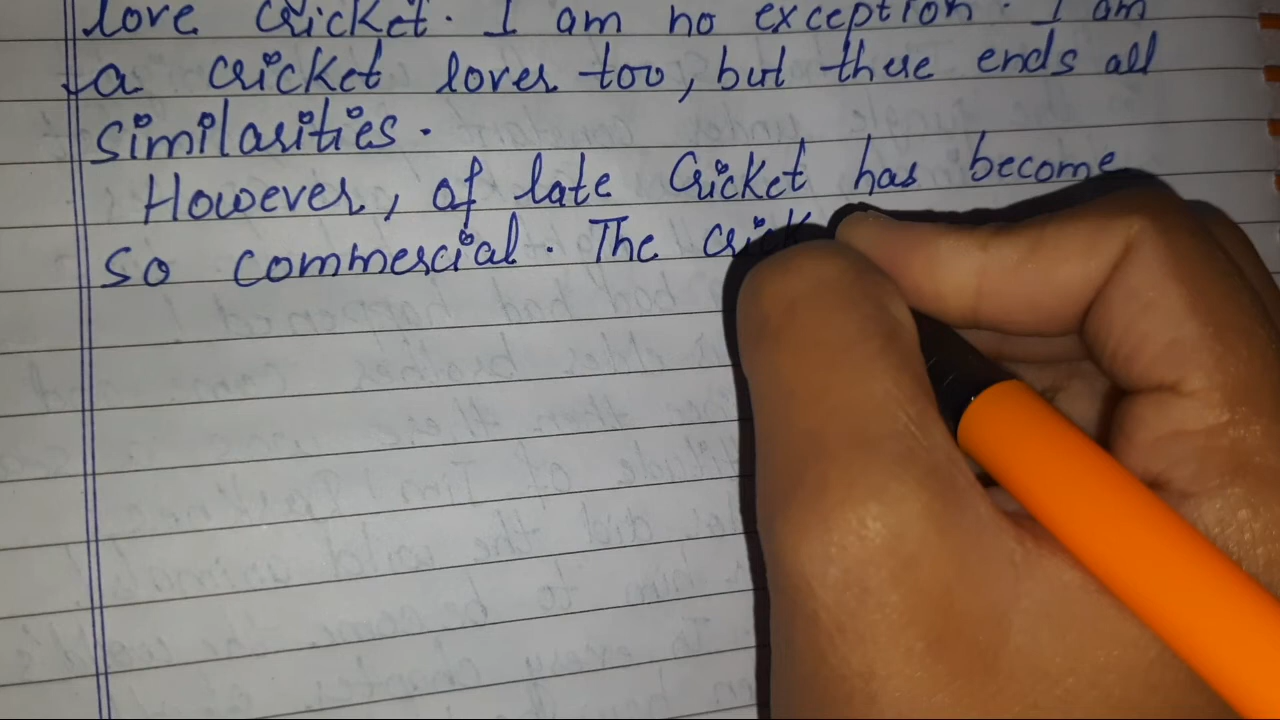 love cricket. I am no exception. I am
a cricket lover too, but there ends all
similarities.
However, of late Cricket has become
so commercial. The crick